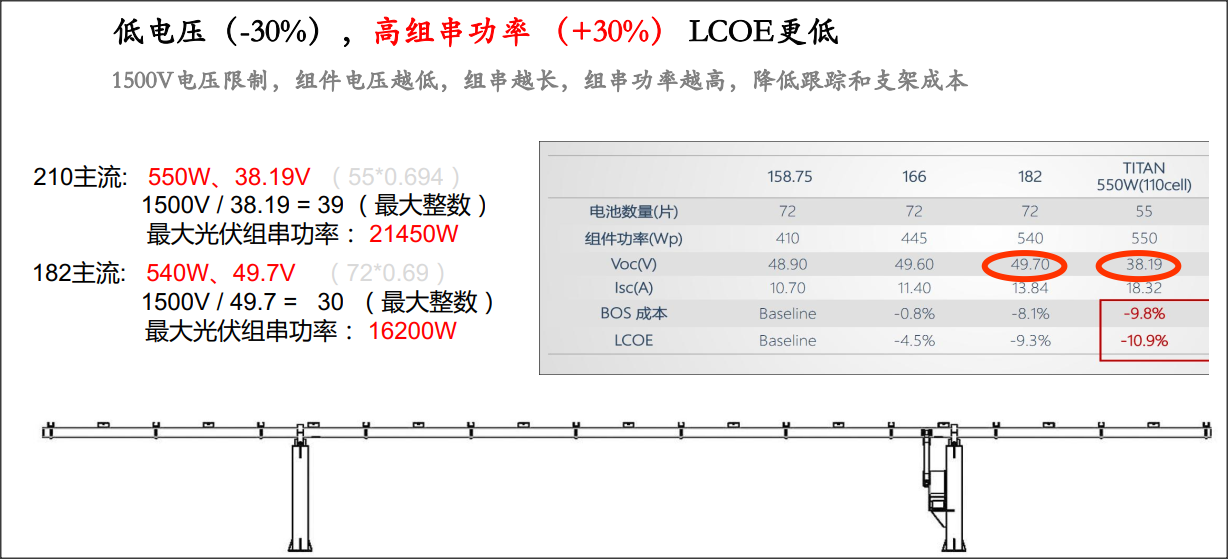 低电压（-30%），高组串功率 （+30%） LCOE更低
1500V电压限制，组件电压越低，组串越长，组串功率越高，降低跟踪和支架成本
210主流: 550W、38.19V （55*0.694 ）
1500V / 38.19 = 39 （ 最大整数 ）
最大光伏组串功率 ： 21450W
182主流: 540W、49.7V （72*0.69 ）
1500V / 49.7 = 30 （ 最大整数 ）
最大光伏组串功率 ： 16200W
158.75 166 182 TITAN
550W(110cell)
电池数量(片) 72 72 72 55
组件功率(Wp) 410 445 540 550
Voc(V) 48.90 49.60 49.70 38.19
Isc(A) 10.70 11.40 13.84 18.32
BOS 成本 Baseline -0.8% -8.1% -9.8%
LCOE Baseline -4.5% -9.3% -10.9%